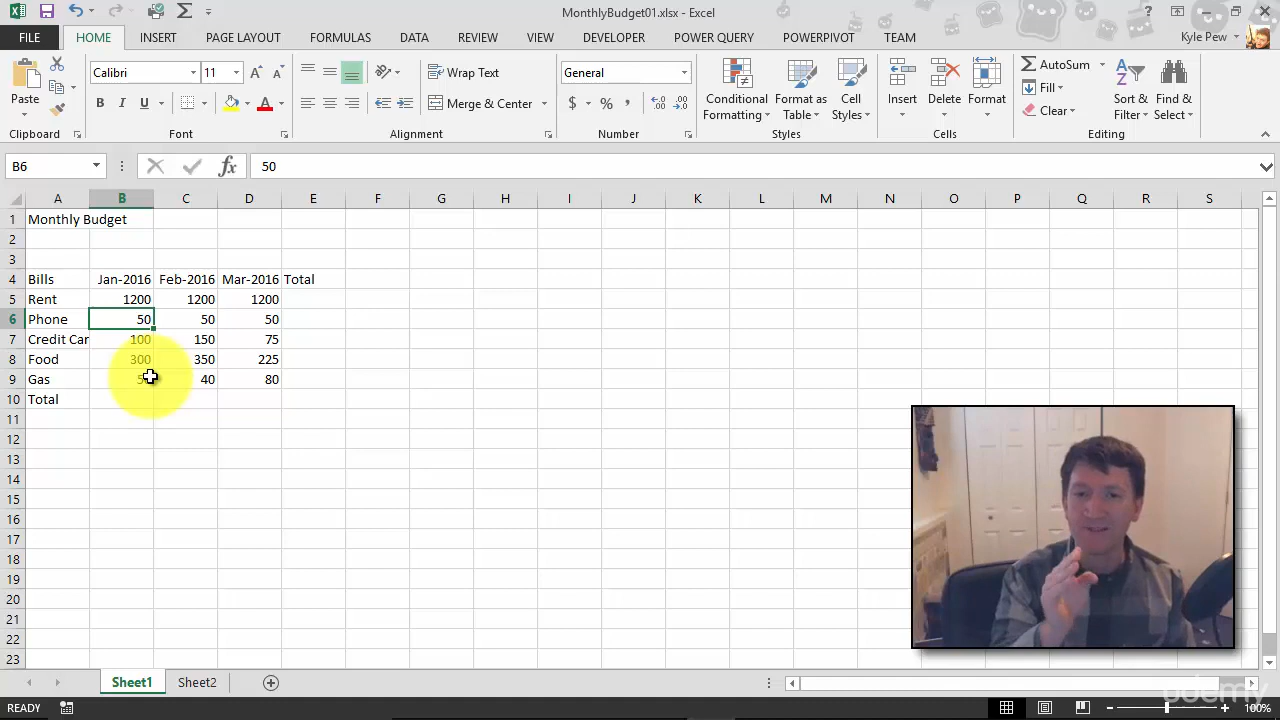 MonthlyBudget01.xlsx - Excel
FILE HOME INSERT PAGE LAYOUT FORMULAS DATA REVIEW VIEW DEVELOPER POWER QUERY POWERPIVOT TEAM Kyle Pew
Calibri 11 Wrap Text General AutoSum
Paste Merge & Center $ % , Conditional Formatting Format as Table Cell Styles Insert Delete Format Fill Clear Sort & Filter Find & Select
Clipboard Font Alignment Number Styles Cells Editing
B6 fx 50
A B C D E F G H I J K L M N O P Q R S
1 Monthly Budget
2
3
4 Bills Jan-2016 Feb-2016 Mar-2016 Total
5 Rent 1200 1200 1200
6 Phone 50 50 50
7 Credit Car 100 150 75
8 Food 300 350 225
9 Gas 40 80
10 Total
11
12
13
14
15
16
17
18
19
20
21
22
23
Sheet1 Sheet2
udemy
READY 100%